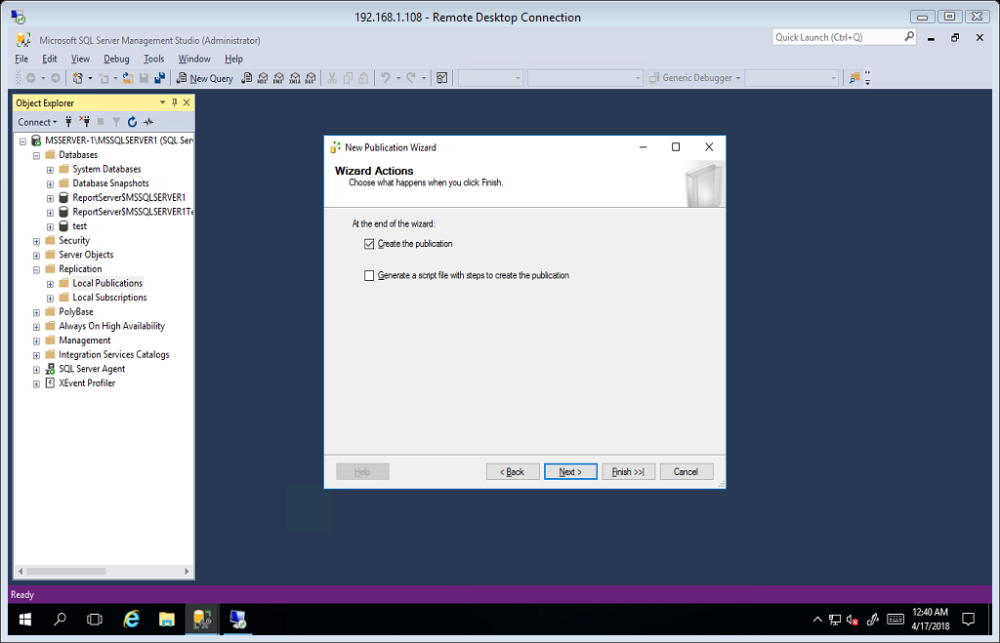 192.168.1.108 - Remote Desktop Connection
Microsoft SQL Server Management Studio (Administrator)
Quick Launch (Ctrl+Q)
File Edit View Debug Tools Window Help
New Query
MDX DMX XMLA DAX
Generic Debugger
Object Explorer
Connect
MSSERVER-1\MSSQLSERVER1 (SQL Ser
Databases
System Databases
Database Snapshots
ReportServer$MSSQLSERVER1
ReportServer$MSSQLSERVER1Te
test
Security
Server Objects
Replication
Local Publications
Local Subscriptions
PolyBase
Always On High Availability
Management
Integration Services Catalogs
SQL Server Agent
XEvent Profiler
New Publication Wizard
Wizard Actions
Choose what happens when you click Finish.
At the end of the wizard:
Create the publication
Generate a script file with steps to create the publication
Help < Back Next > Finish >>| Cancel
Ready
12:40 AM
4/17/2018